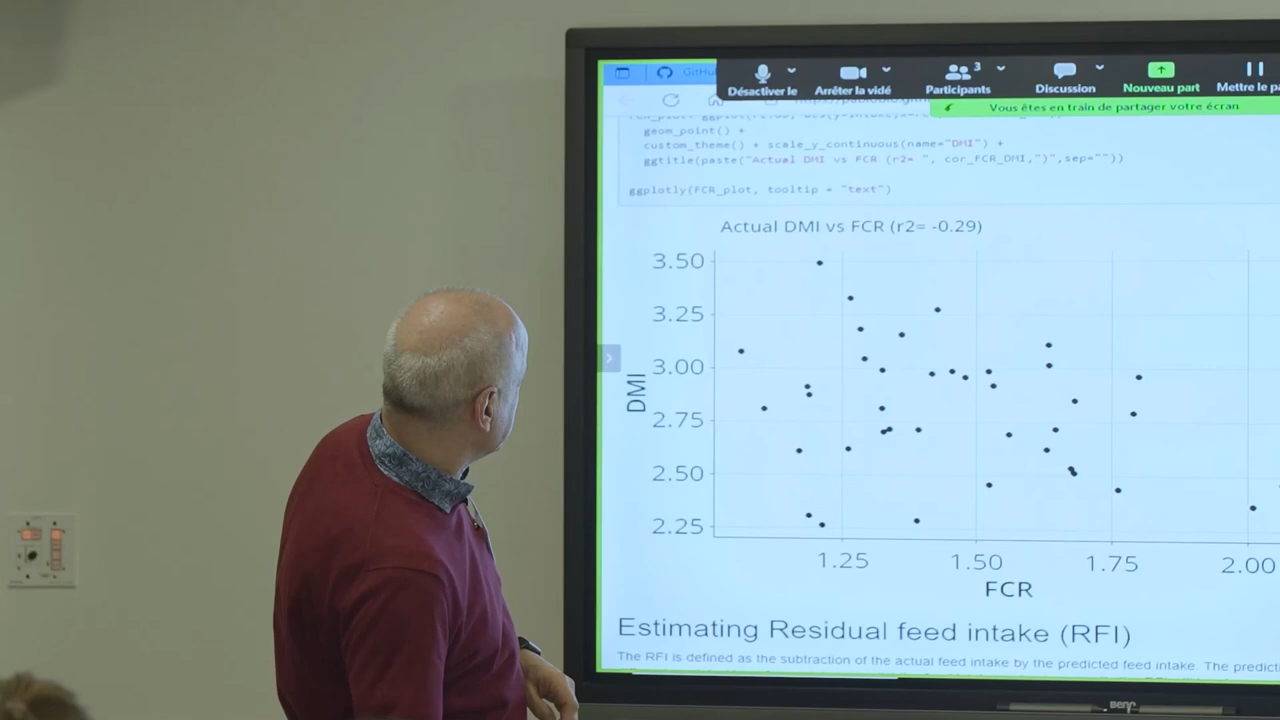 GitHu
Désactiver le
Arrêter la vidé
3
Participants
Discussion
Nouveau part
Mettre le pa
Vous êtes en train de partager votre écran
geom_point() +
custom_theme() + scale_y_continuous(name="DMI") +
ggtitle(paste("Actual DMI vs FCR (r2= ", cor_FCR_DMI,")",sep=""))
ggplotly(FCR_plot, tooltip = "text")
Actual DMI vs FCR (r2= -0.29)
3.50
3.25
3.00
2.75
2.50
2.25
DMI
1.25 1.50 1.75 2.00
FCR
Estimating Residual feed intake (RFI)
The RFI is defined as the subtraction of the actual feed intake by the predicted feed intake. The predicti
BenQ